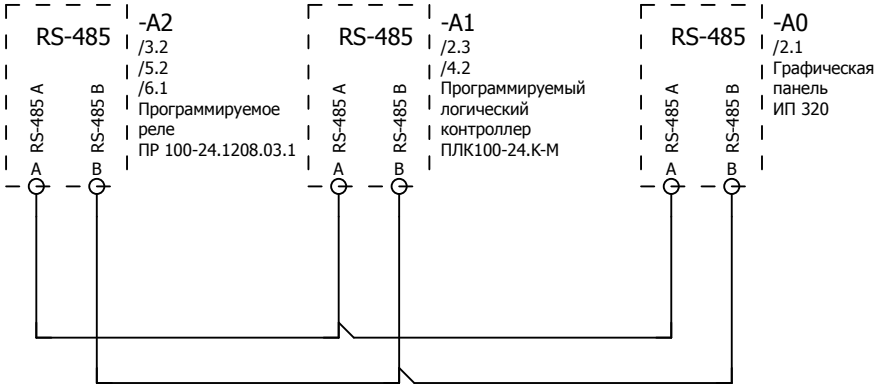 RS-485
-A2
/3.2
/5.2
/6.1
Программируемое
реле
ПР 100-24.1208.03.1
RS-485 A
RS-485 B
A
B
RS-485
-A1
/2.3
/4.2
Программируемый
логический
контроллер
ПЛК100-24.К-М
RS-485 A
RS-485 B
A
B
RS-485
-A0
/2.1
Графическая
панель
ИП 320
RS-485 A
RS-485 B
A
B